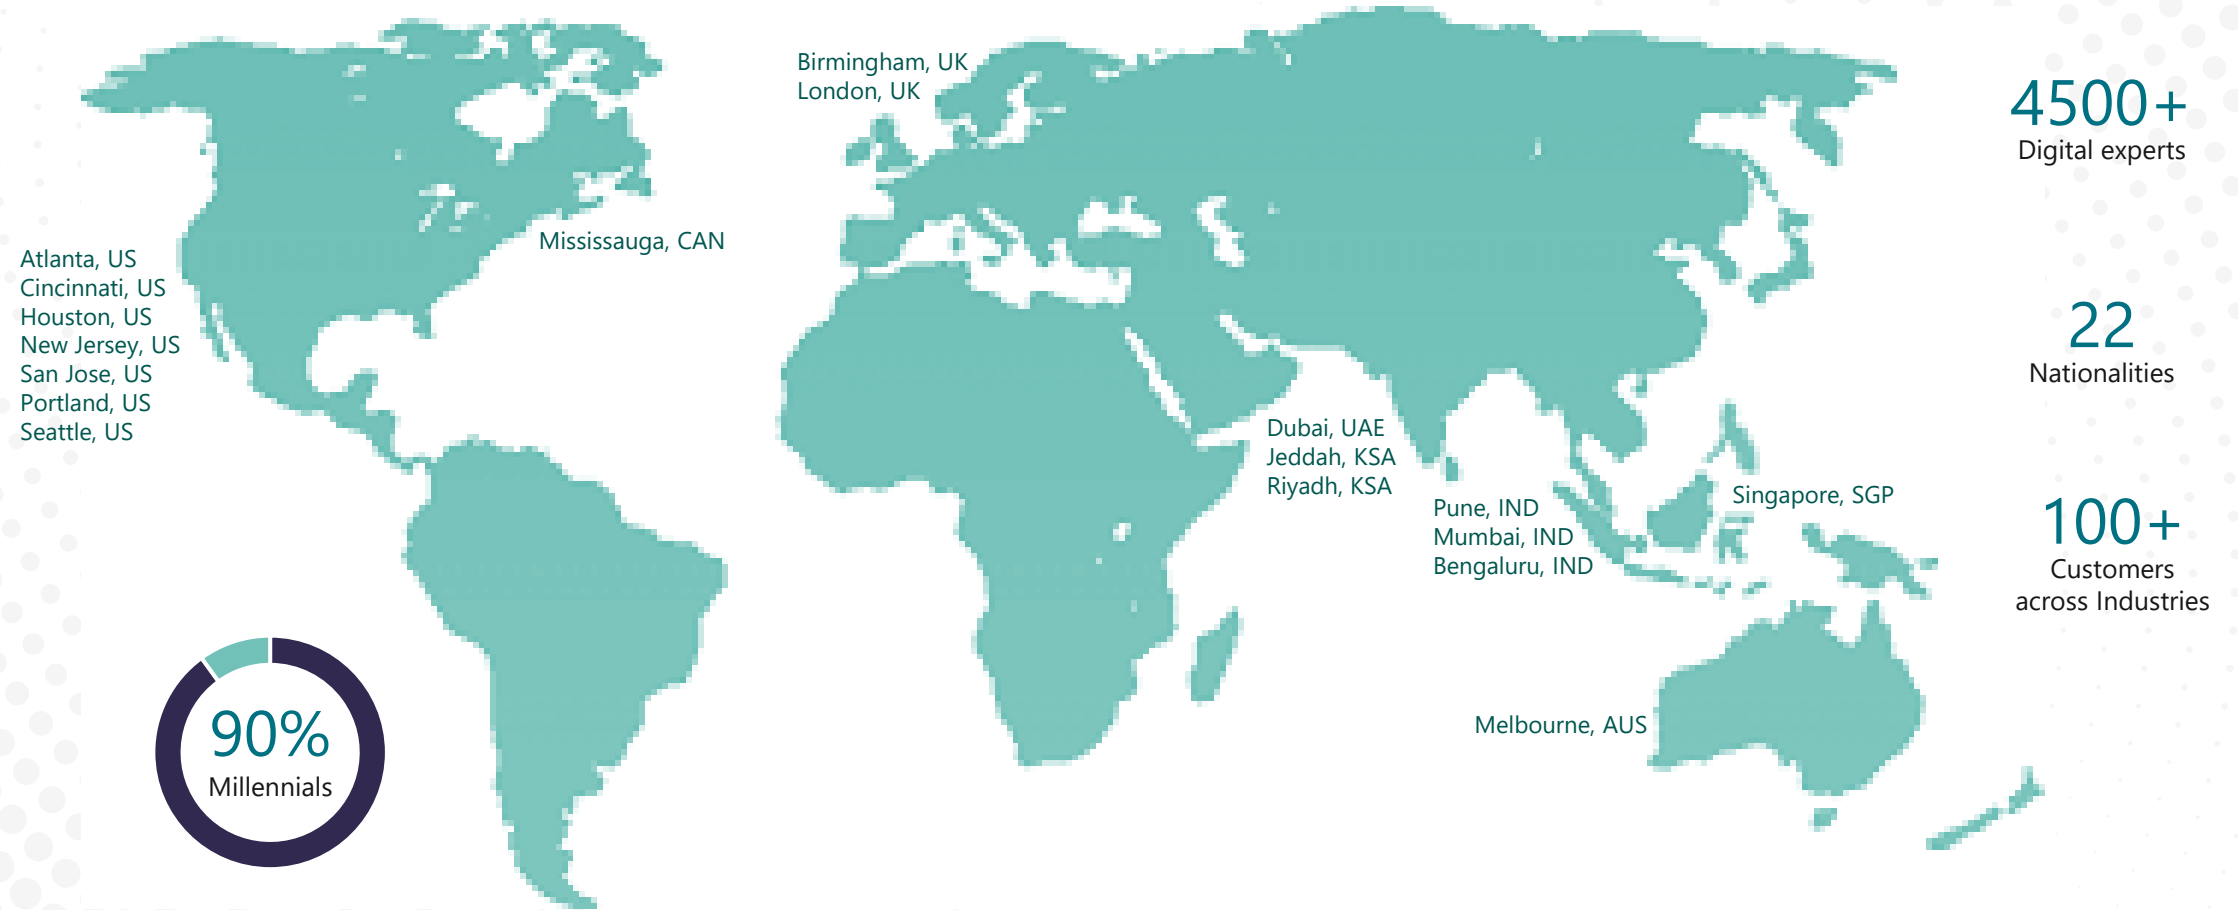 Birmingham, UK
London, UK
Mississauga, CAN
Atlanta, US
Cincinnati, US
Houston, US
New Jersey, US
San Jose, US
Portland, US
Seattle, US
Dubai, UAE
Jeddah, KSA
Riyadh, KSA
Pune, IND
Mumbai, IND
Bengaluru, IND
Singapore, SGP
Melbourne, AUS
4500+
Digital experts
22
Nationalities
100+
Customers
across Industries
90%
Millennials